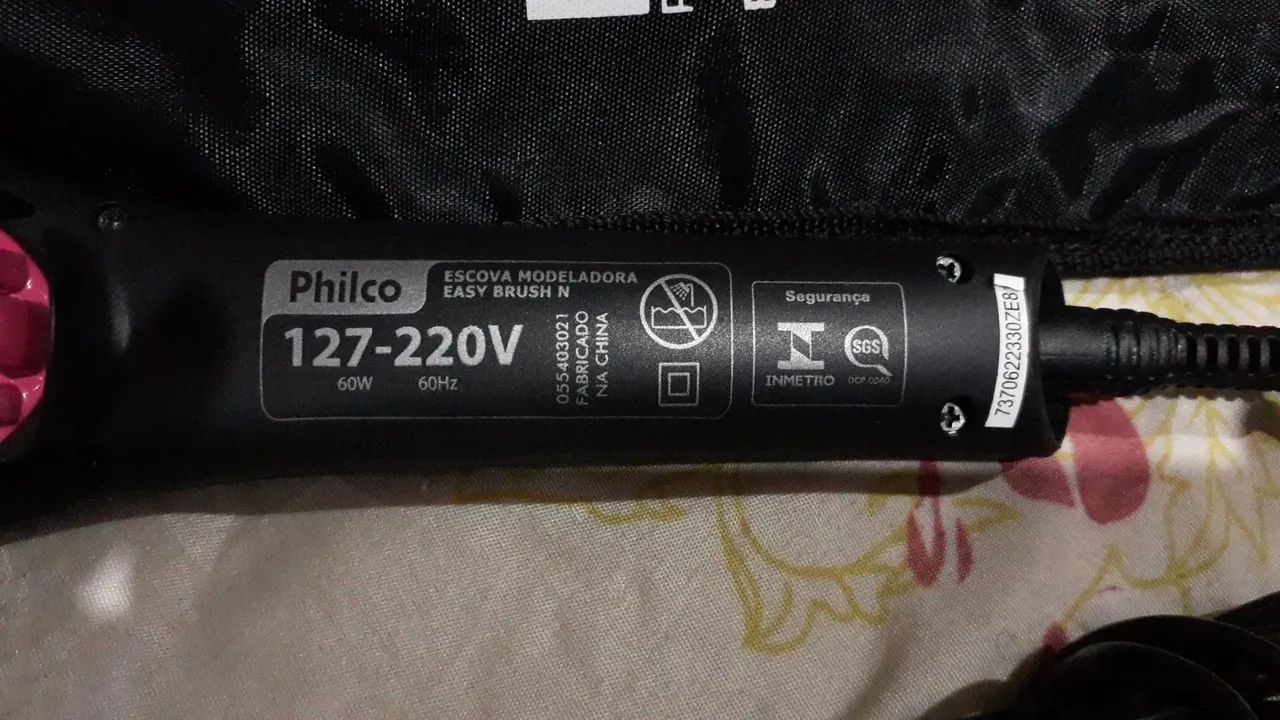 Philco
ESCOVA MODELADORA
EASY BRUSH N
127-220V
60W 60Hz
055403021
FABRICADO
NA CHINA
Segurança
INMETRO
SGS
OCP 0040
7370622330ZE8